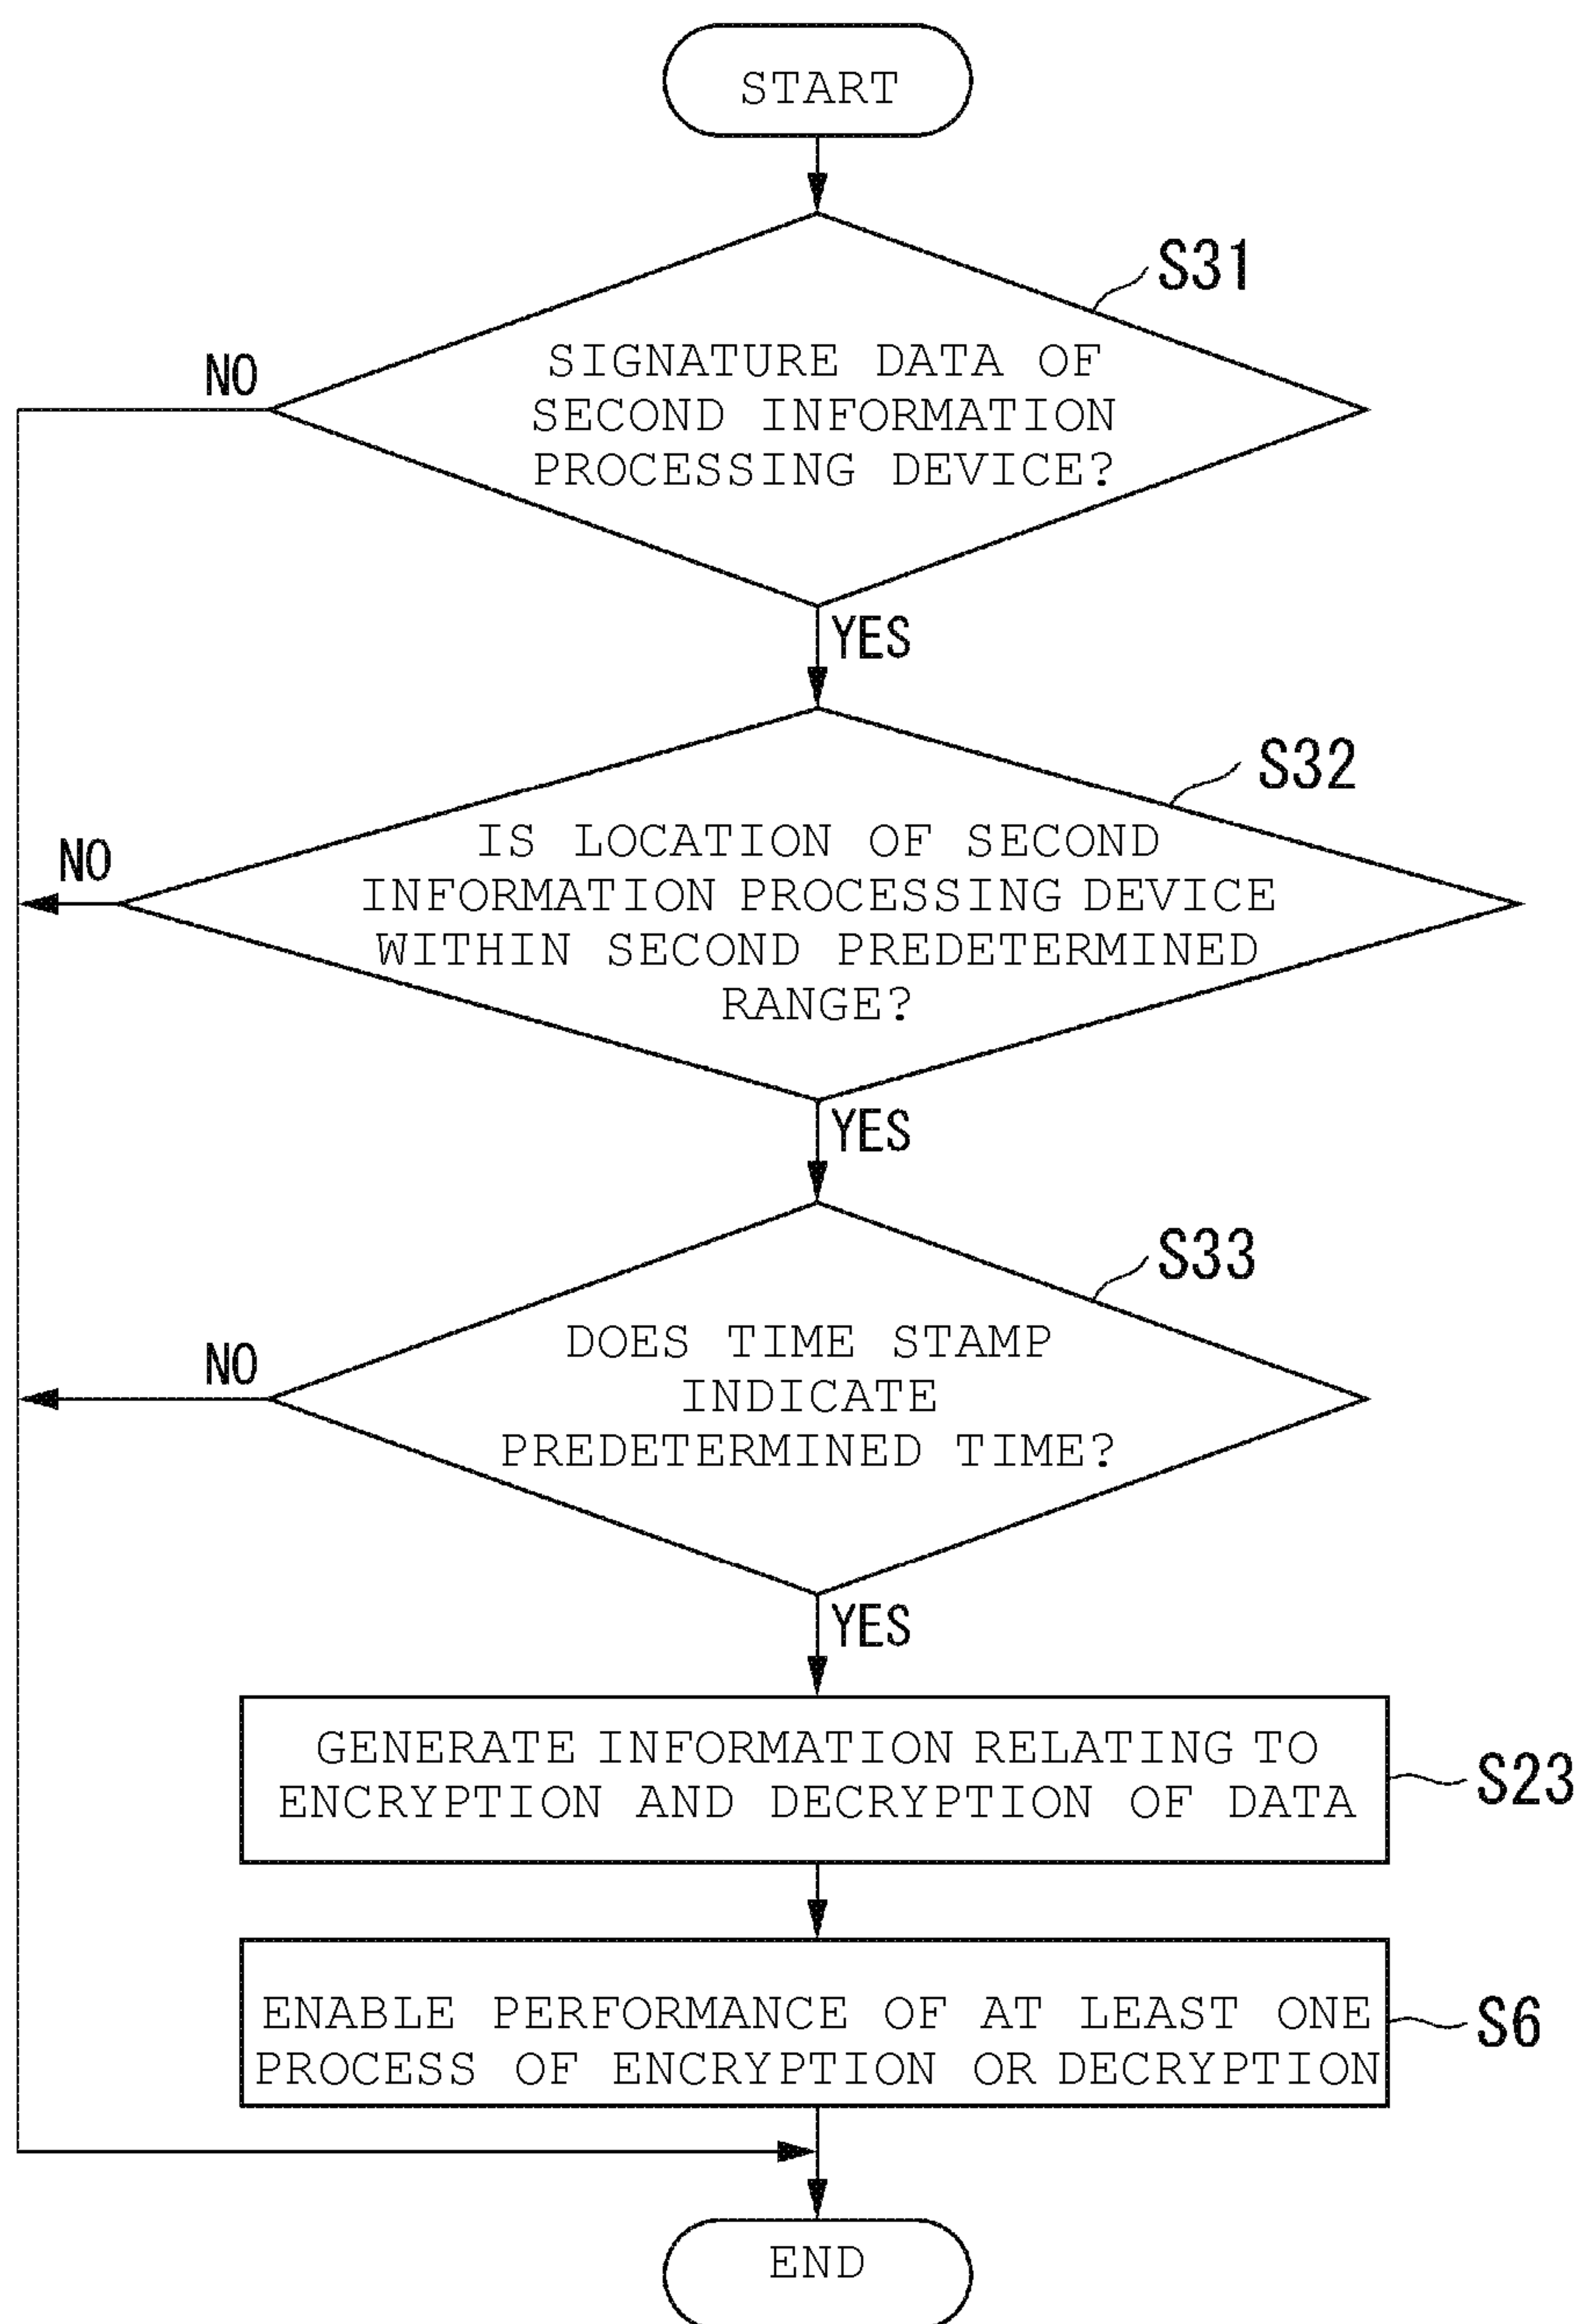 START
S31
SIGNATURE DATA OF
SECOND INFORMATION
PROCESSING DEVICE?
NO
YES
S32
IS LOCATION OF SECOND
INFORMATION PROCESSING DEVICE
WITHIN SECOND PREDETERMINED
RANGE?
NO
YES
S33
DOES TIME STAMP
INDICATE
PREDETERMINED TIME?
NO
YES
GENERATE INFORMATION RELATING TO
ENCRYPTION AND DECRYPTION OF DATA
S23
ENABLE PERFORMANCE OF AT LEAST ONE
PROCESS OF ENCRYPTION OR DECRYPTION
S6
END